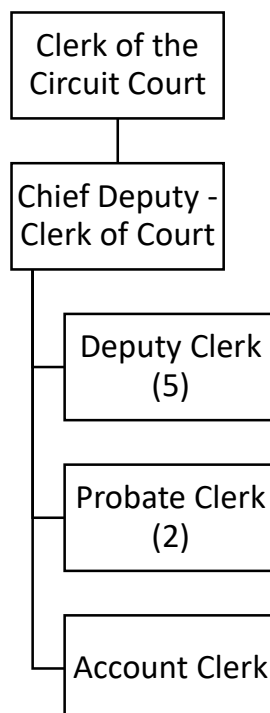 Clerk of the
Circuit Court
Chief Deputy -
Clerk of Court
Deputy Clerk
(5)
Probate Clerk
(2)
Account Clerk